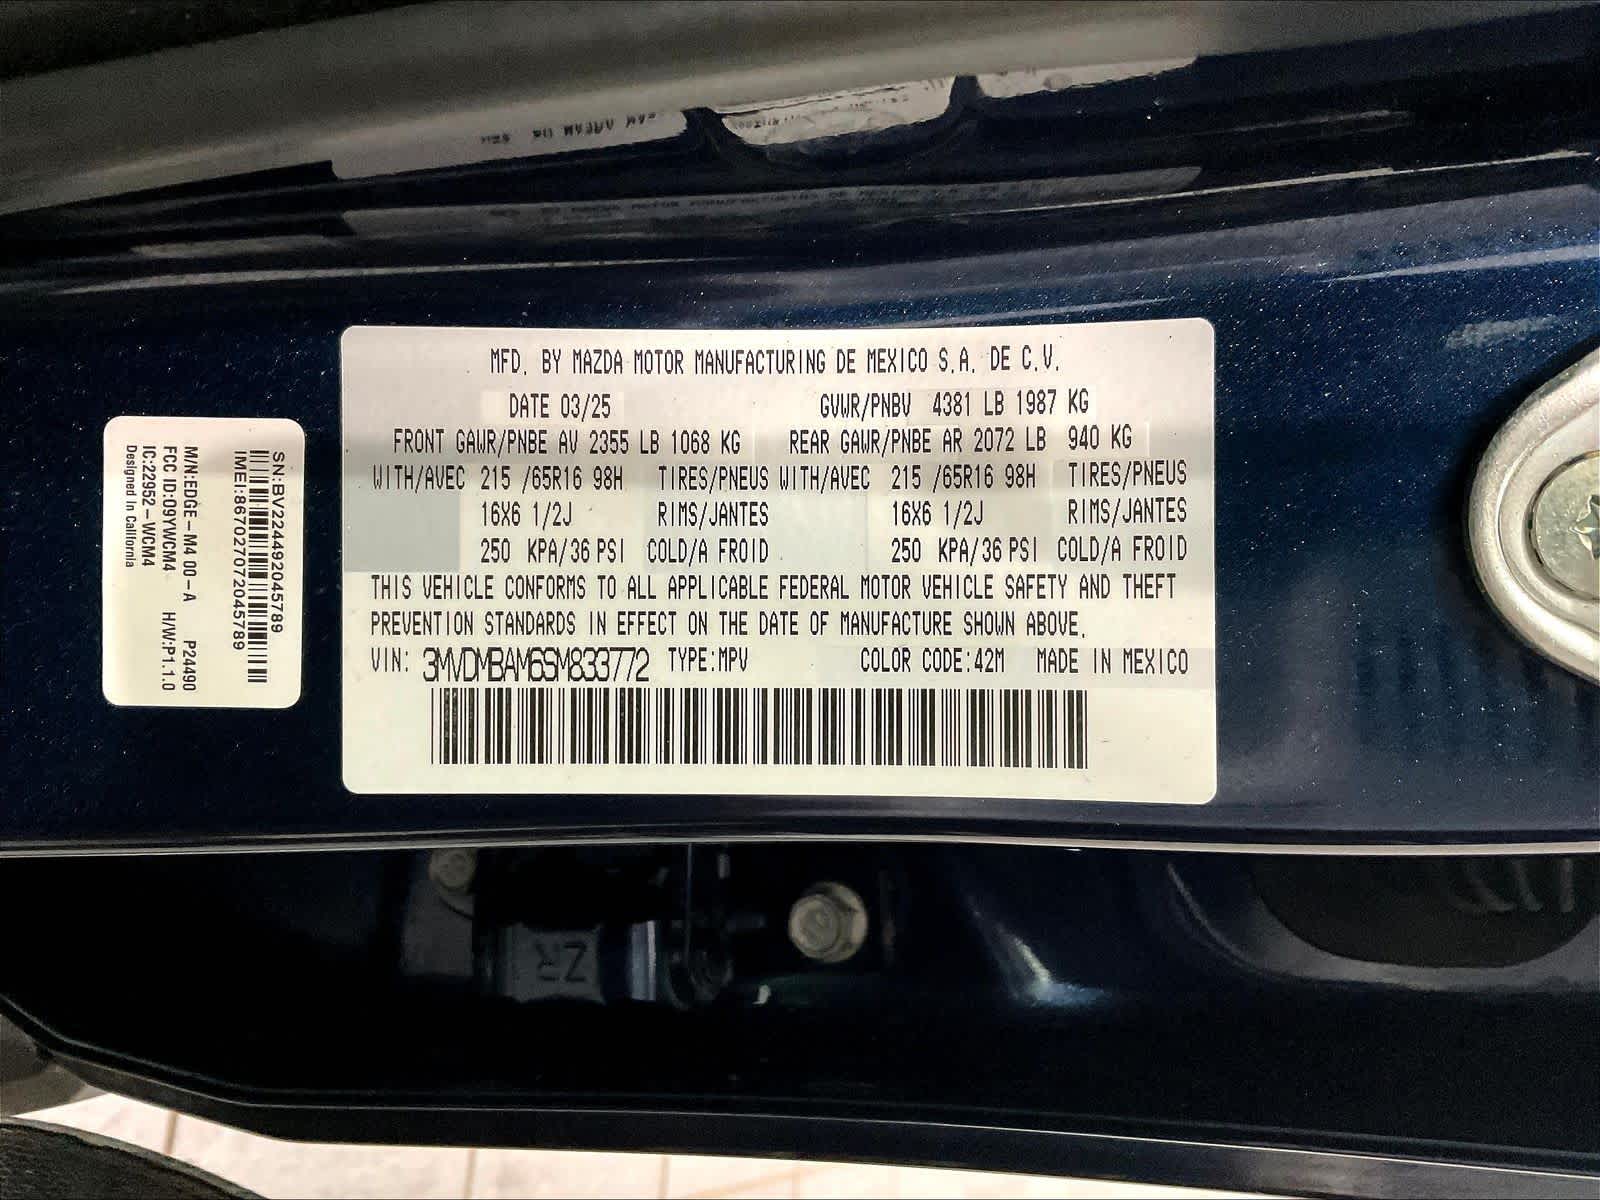 MFD. BY MAZDA MOTOR MANUFACTURING DE MEXICO S.A. DE C.V.
DATE 03/25 GVWR/PNBV 4381 LB 1987 KG
FRONT GAWR/PNBE AV 2355 LB 1068 KG REAR GAWR/PNBE AR 2072 LB 940 KG
WITH/AVEC 215 /65R16 98H TIRES/PNEUS WITH/AVEC 215 /65R16 98H TIRES/PNEUS
16X6 1/2J RIMS/JANTES 16X6 1/2J RIMS/JANTES
250 KPA/36 PSI COLD/A FROID 250 KPA/36 PSI COLD/A FROID
THIS VEHICLE CONFORMS TO ALL APPLICABLE FEDERAL MOTOR VEHICLE SAFETY AND THEFT
PREVENTION STANDARDS IN EFFECT ON THE DATE OF MANUFACTURE SHOWN ABOVE.
VIN: 3MVDMBAM6SM833772 TYPE:MPV COLOR CODE:42M MADE IN MEXICO
SN:BV224492045789
IMEI:867027072045789
M/N:EDGE-M4 00-A P24490
FCC ID:O9YWCM4 H/W:P1.1.0
IC:22952-WCM4
Designed in California
ZR